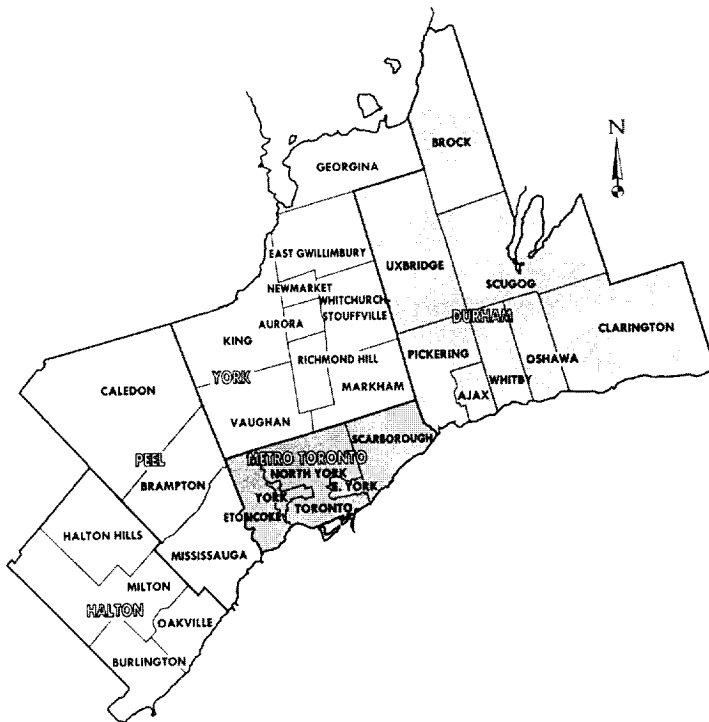 BROCK
N
GEORGINA
EAST GWILLIMBURY
UXBRIDGE
SCUGOG
NEWMARKET
WHITCHURCH-
STOUFFVILLE
DURHAM
AURORA
CLARINGTON
KING
RICHMOND HILL
PICKERING
OSHAWA
YORK
MARKHAM
WHITBY
CALEDON
AJAX
VAUGHAN
SCARBOROUGH
PEEL
METRO TORONTO
NORTH YORK
BRAMPTON
E. YORK
YORK
TORONTO
ETOBICOKE
HALTON HILLS
MISSISSAUGA
MILTON
HALTON
OAKVILLE
BURLINGTON